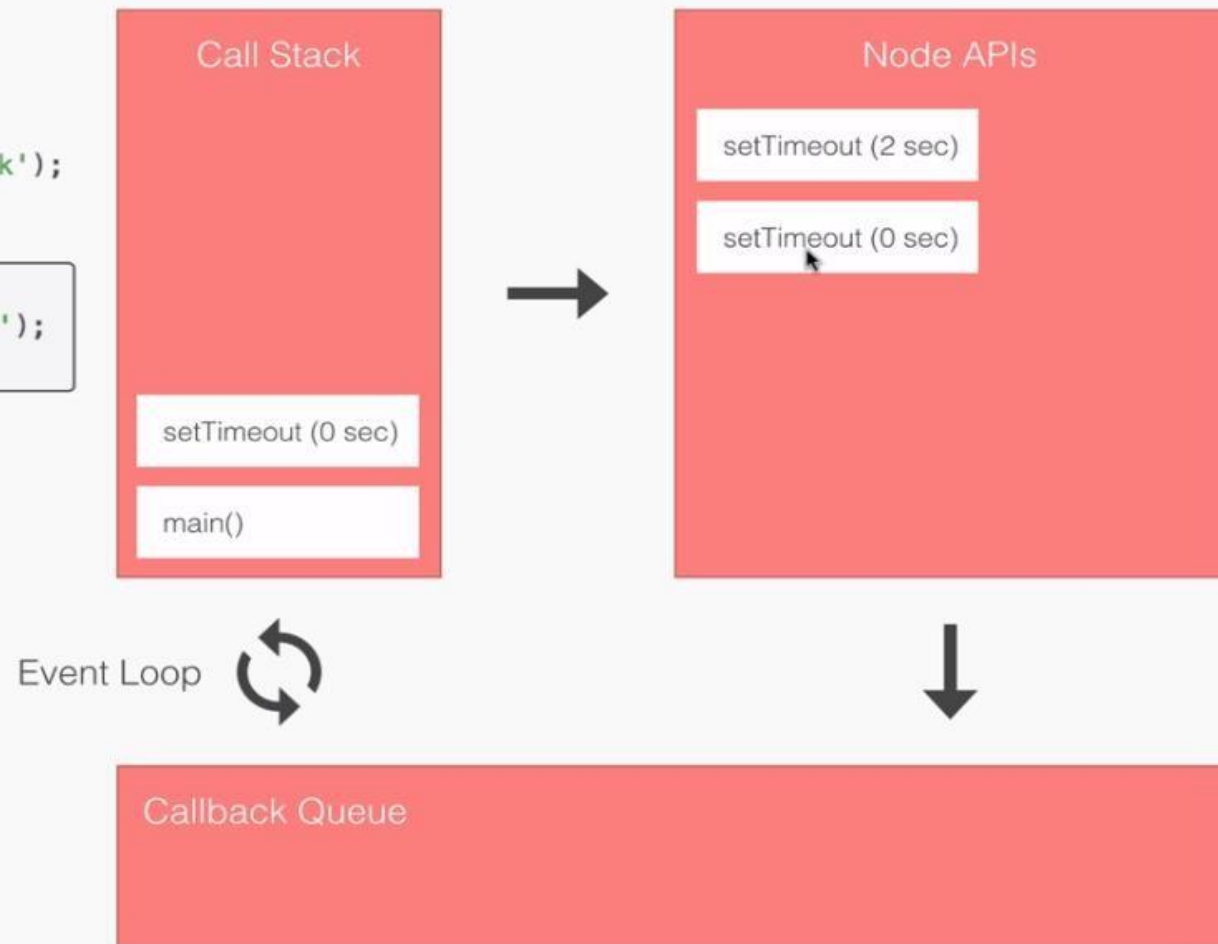 Call Stack
Node APIs
setTimeout (2 sec)
k');
setTimeout (0 sec)
');
setTimeout (0 sec)
main()
Event Loop
Callback Queue